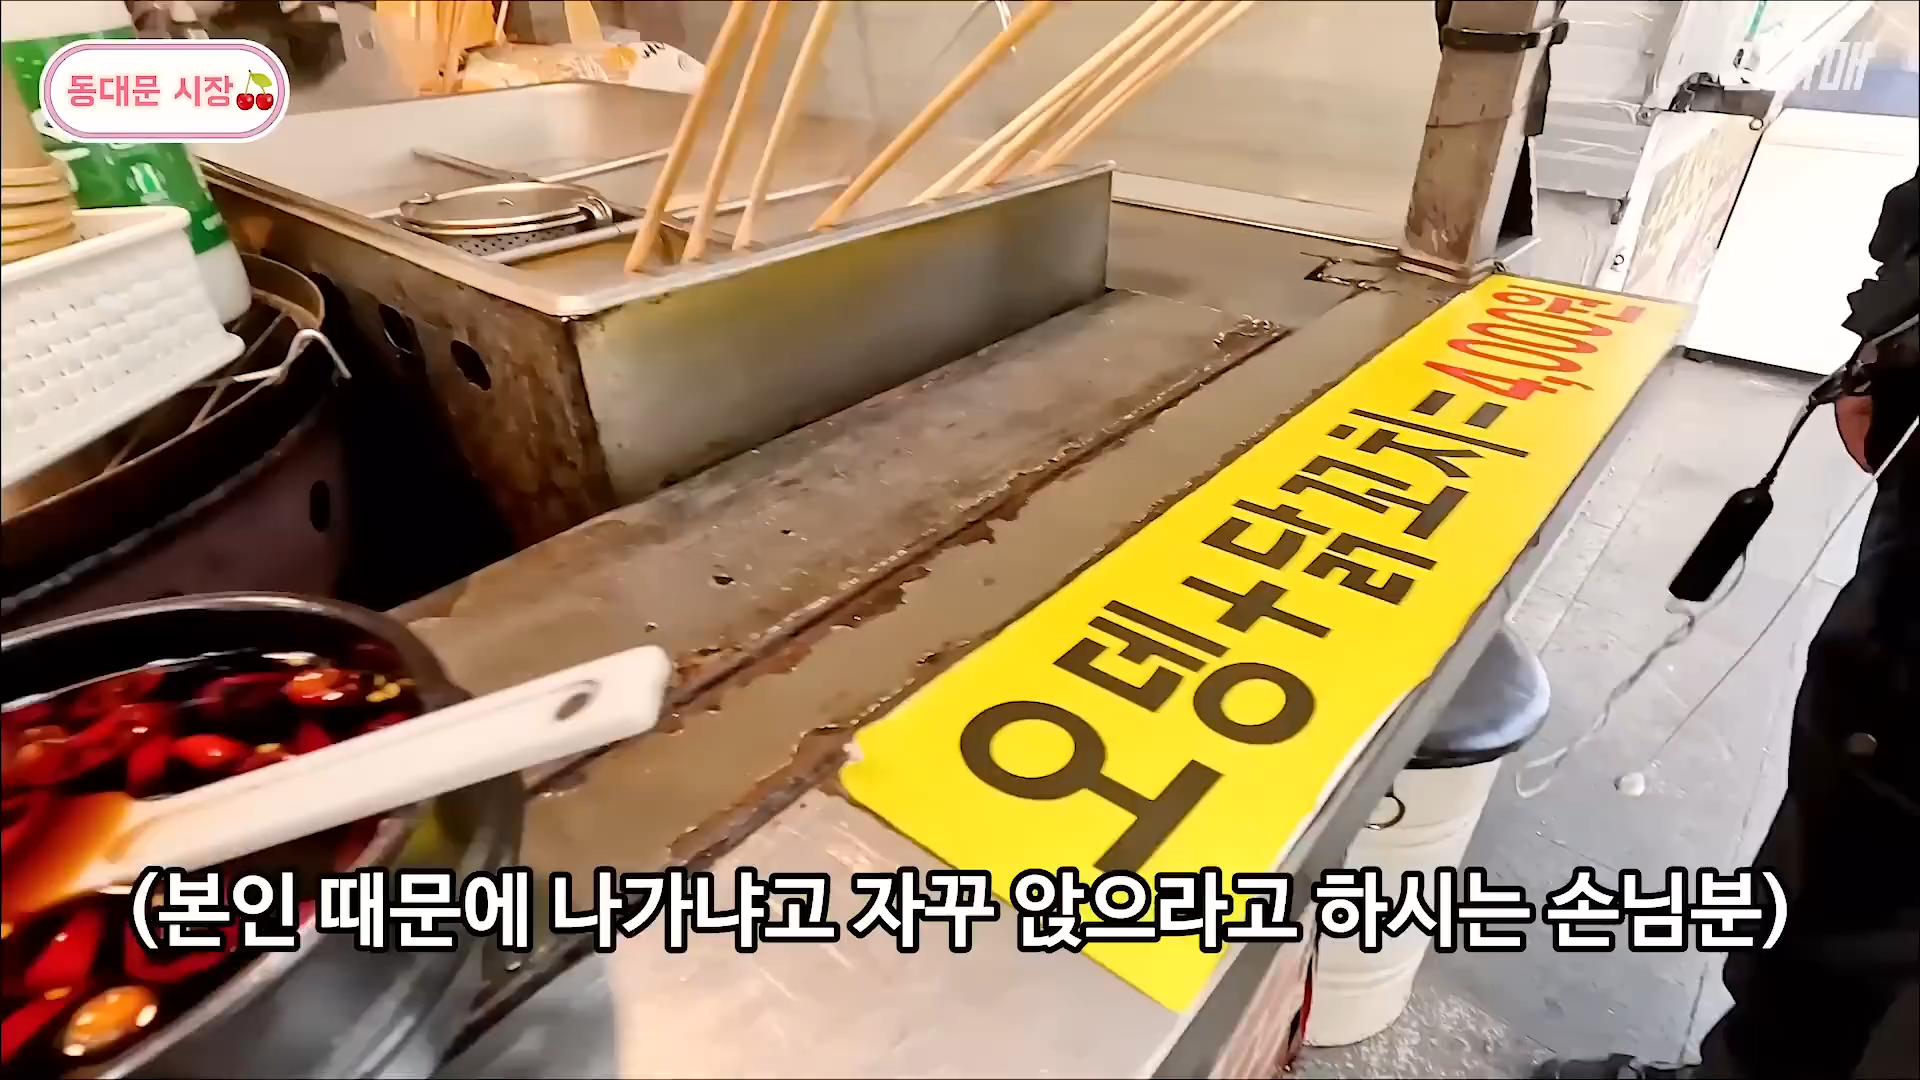 동대문 시장
오뎅+닭꼬치=4,000원
(본인 때문에 나가냐고 자꾸 앉으라고 하시는 손님분)